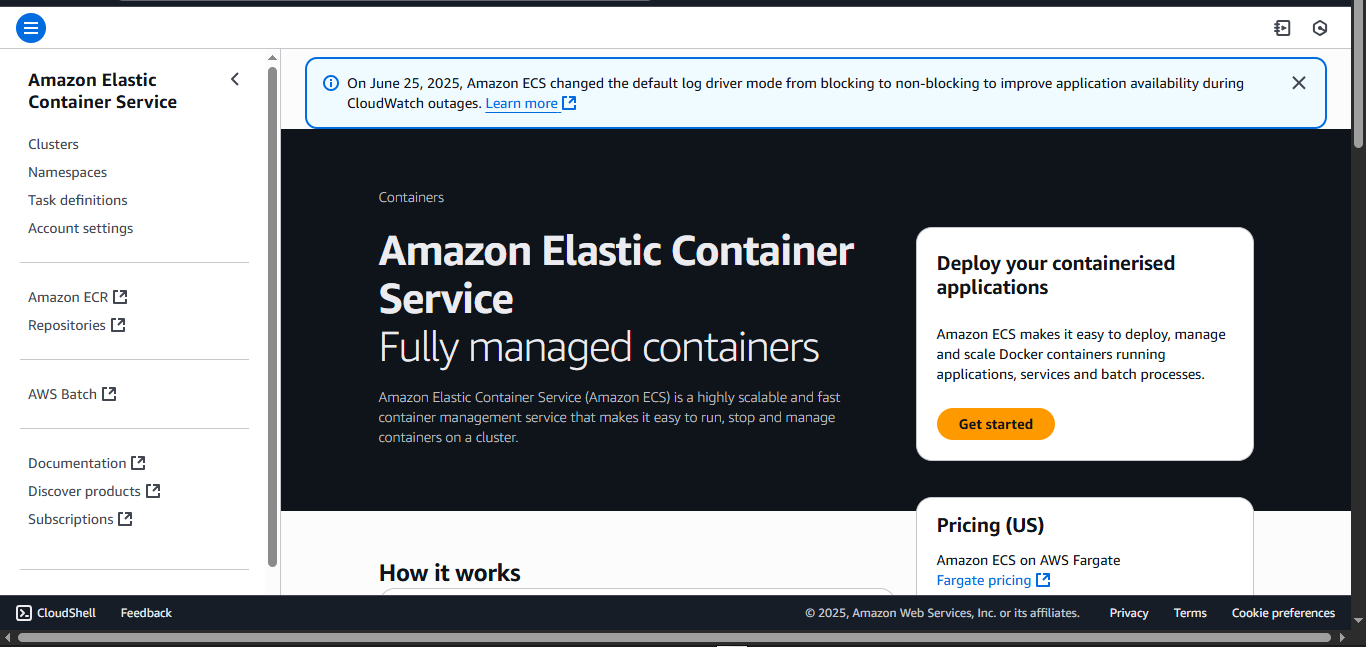 Amazon Elastic
Container Service
Clusters
Namespaces
Task definitions
Account settings
Amazon ECR
Repositories
AWS Batch
Documentation
Discover products
Subscriptions
On June 25, 2025, Amazon ECS changed the default log driver mode from blocking to non-blocking to improve application availability during
CloudWatch outages. Learn more
Containers
Amazon Elastic Container
Service
Fully managed containers
Amazon Elastic Container Service (Amazon ECS) is a highly scalable and fast
container management service that makes it easy to run, stop and manage
containers on a cluster.
Deploy your containerised
applications
Amazon ECS makes it easy to deploy, manage
and scale Docker containers running
applications, services and batch processes.
Get started
Pricing (US)
Amazon ECS on AWS Fargate
Fargate pricing
How it works
CloudShell
Feedback
© 2025, Amazon Web Services, Inc. or its affiliates.
Privacy
Terms
Cookie preferences